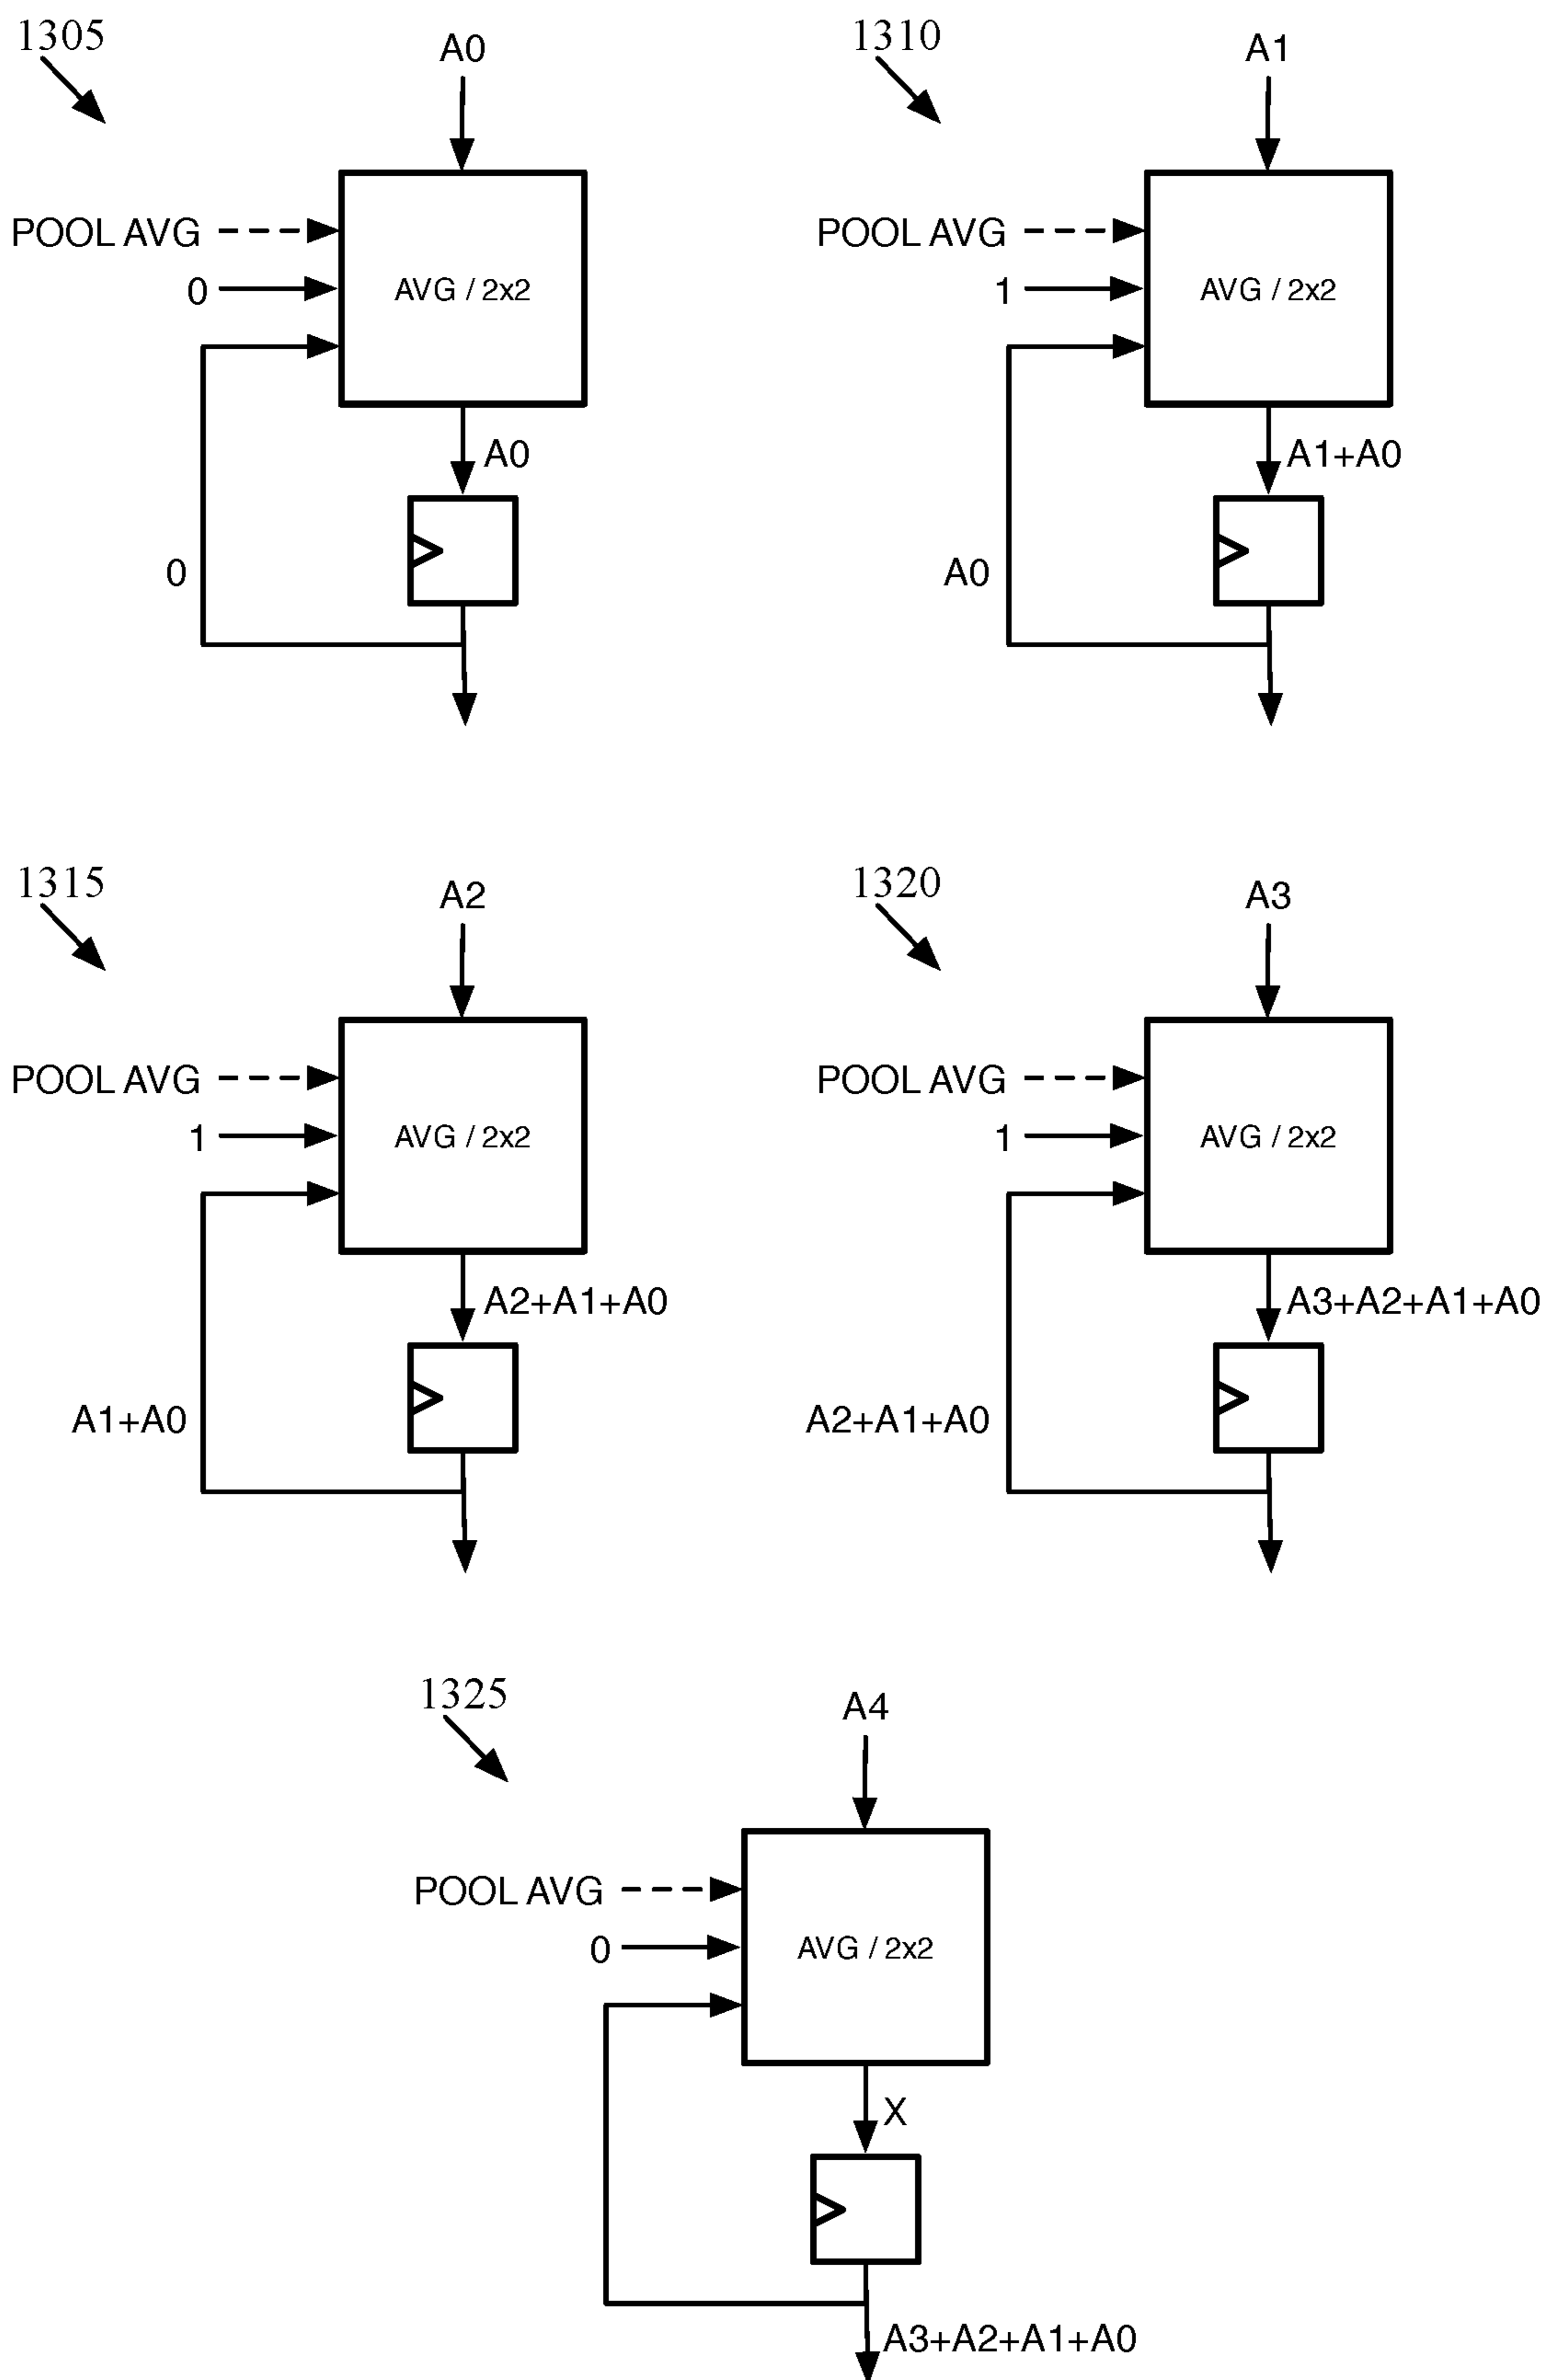 1305
A0
POOL AVG
0
AVG / 2x2
A0
0
1310
A1
POOL AVG
1
AVG / 2x2
A1+A0
A0
1315
A2
POOL AVG
1
AVG / 2x2
A2+A1+A0
A1+A0
1320
A3
POOL AVG
1
AVG / 2x2
A3+A2+A1+A0
A2+A1+A0
1325
A4
POOL AVG
0
AVG / 2x2
X
A3+A2+A1+A0